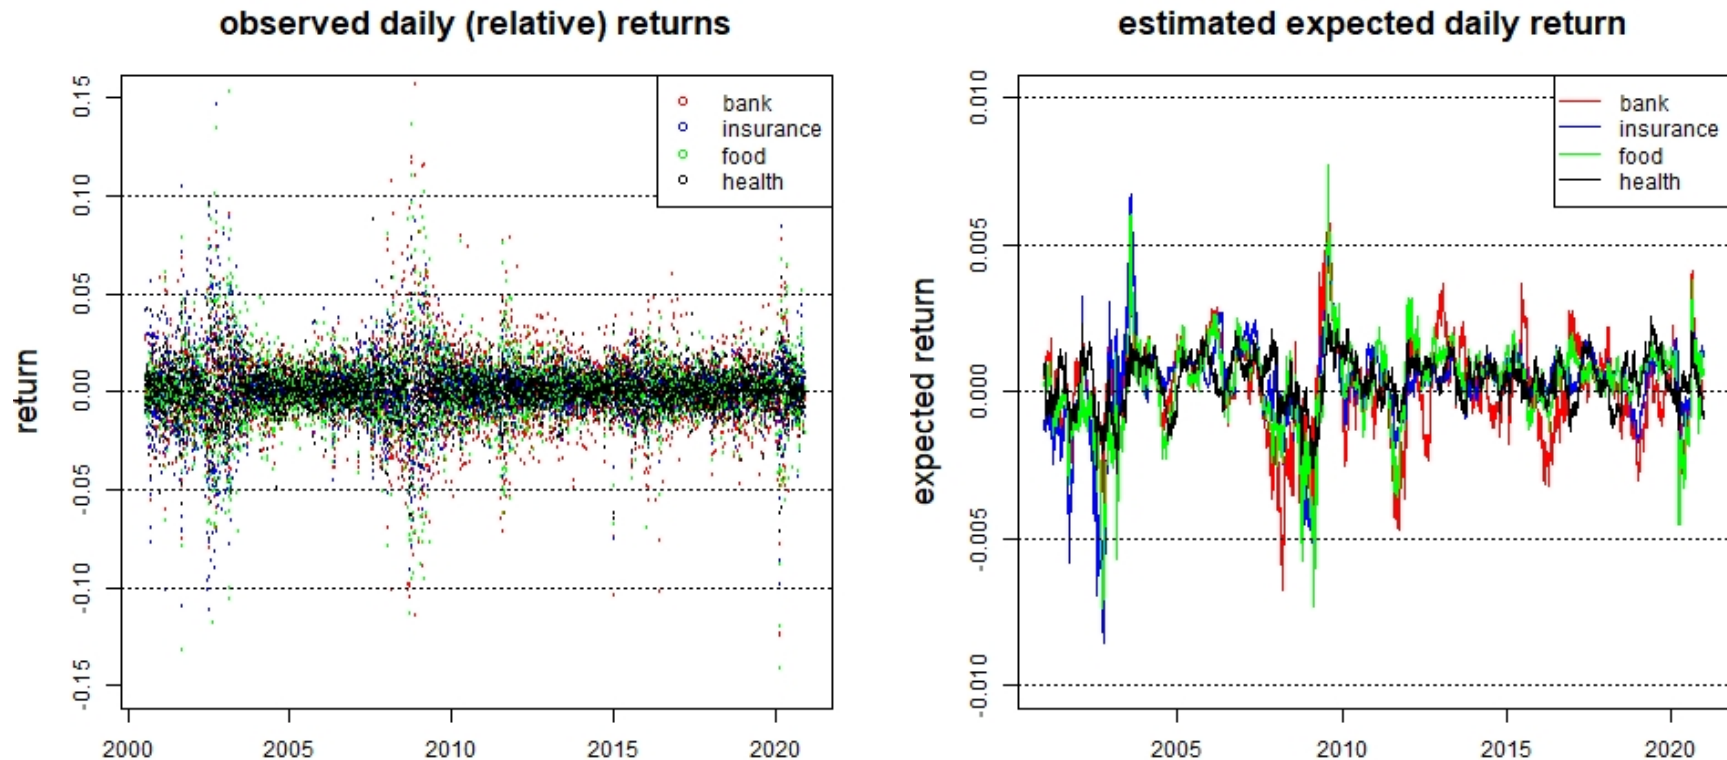 observed daily (relative) returns
return
0.15
0.10
0.05
0.00
-0.05
-0.10
-0.15
bank
insurance
food
health
2000
2005
2010
2015
2020
estimated expected daily return
expected return
0.010
0.005
0.000
-0.005
-0.010
bank
insurance
food
health
2005
2010
2015
2020